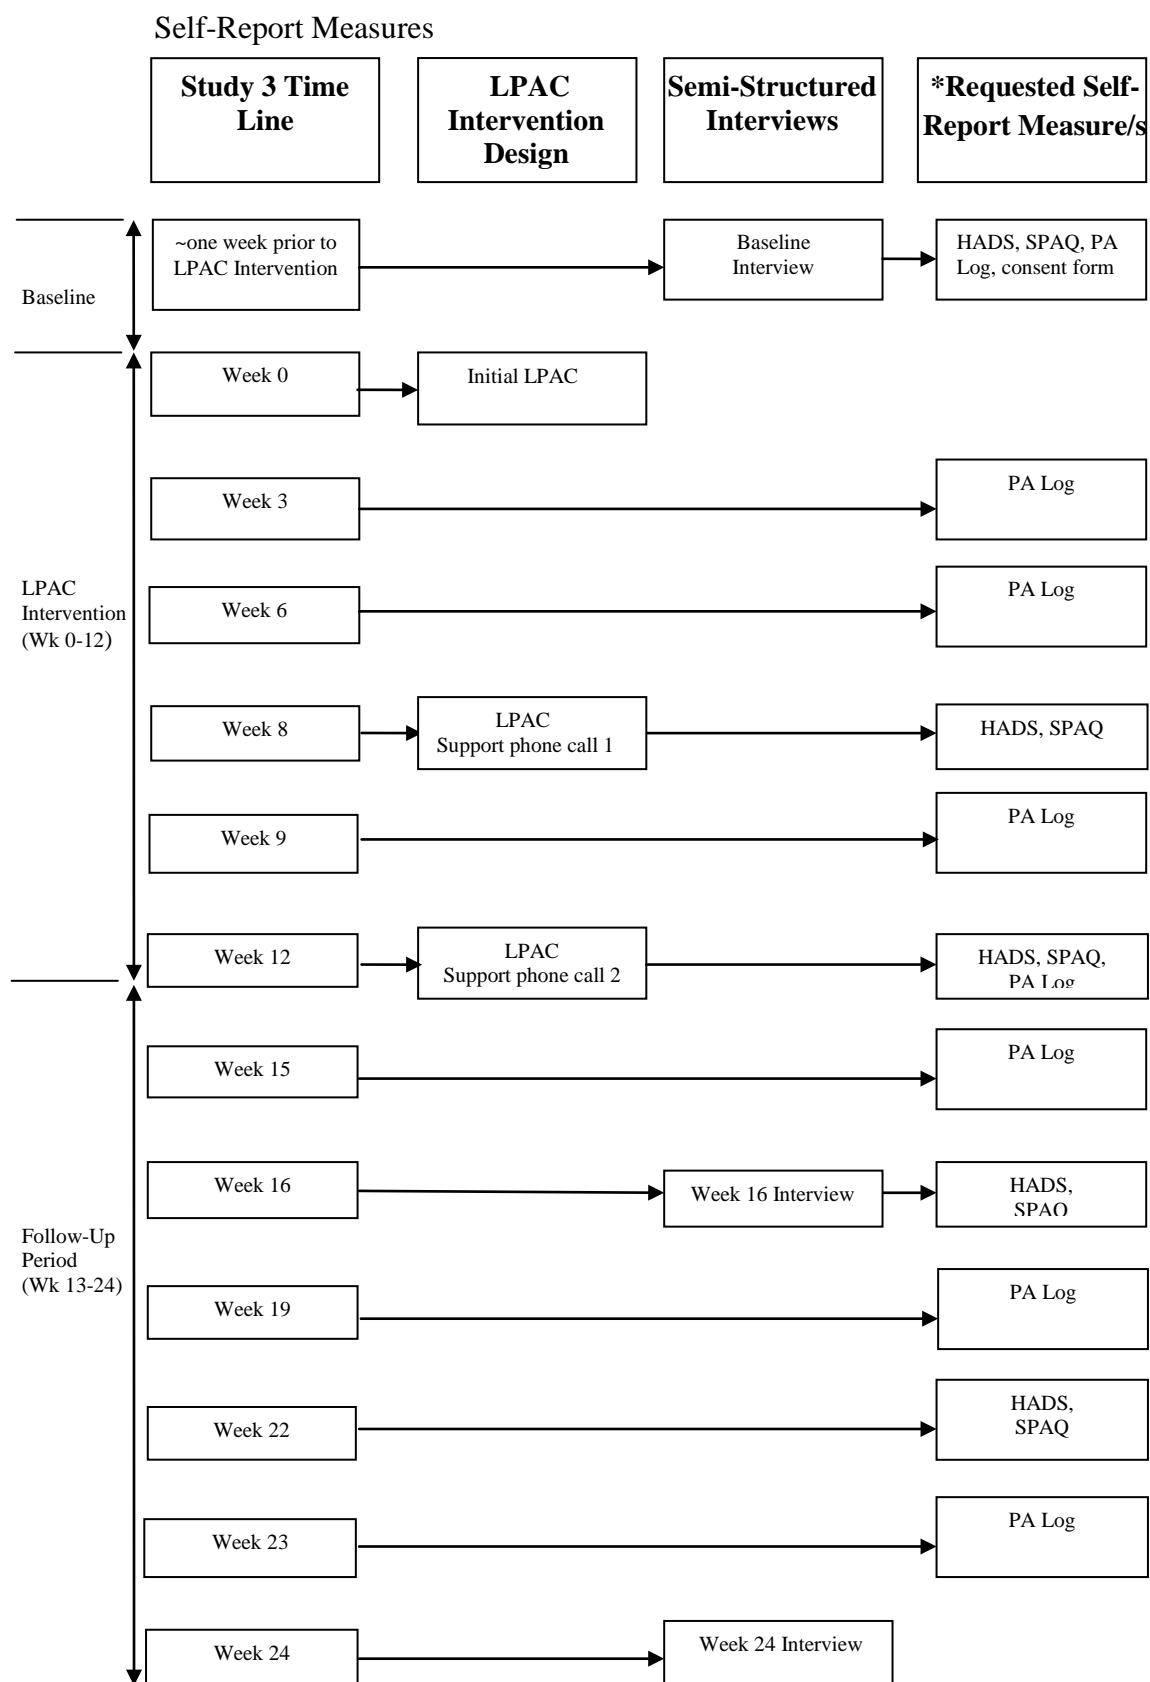 Self-Report Measures
Study 3 Time
Line
LPAC
Intervention
Design
Semi-Structured
Interviews
*Requested Self-
Report Measure/s
Baseline
~one week prior to
LPAC Intervention
Baseline
Interview
HADS, SPAQ, PA
Log, consent form
Week 0
Initial LPAC
Week 3
PA Log
LPAC
Intervention
(Wk 0-12)
Week 6
PA Log
Week 8
LPAC
Support phone call 1
HADS, SPAQ
Week 9
PA Log
Week 12
LPAC
Support phone call 2
HADS, SPAQ,
PA Log
Week 15
PA Log
Week 16
Week 16 Interview
HADS,
SPAQ
Follow-Up
Period
(Wk 13-24)
Week 19
PA Log
Week 22
HADS,
SPAQ
Week 23
PA Log
Week 24
Week 24 Interview